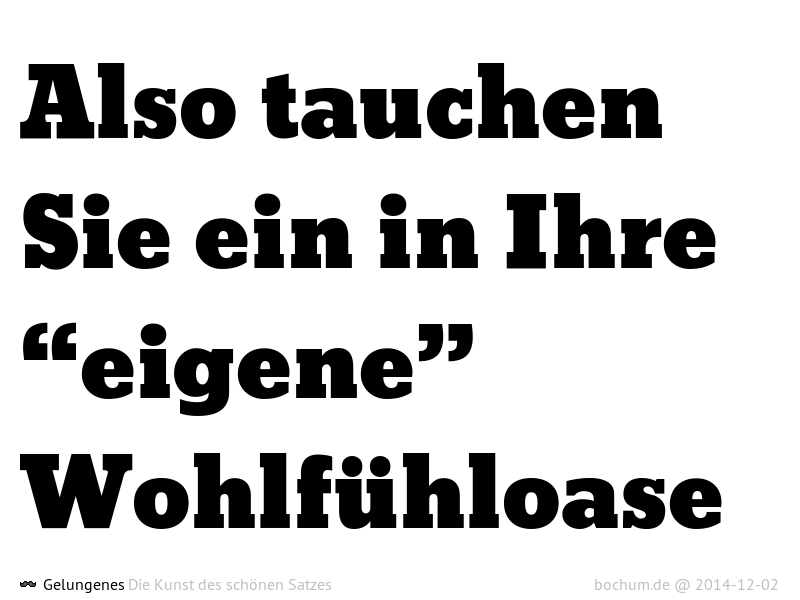 Also tauchen
Sie ein in Ihre
“eigene”
Wohlfühloase
Gelungenes Die Kunst des schönen Satzes
bochum.de @ 2014-12-02